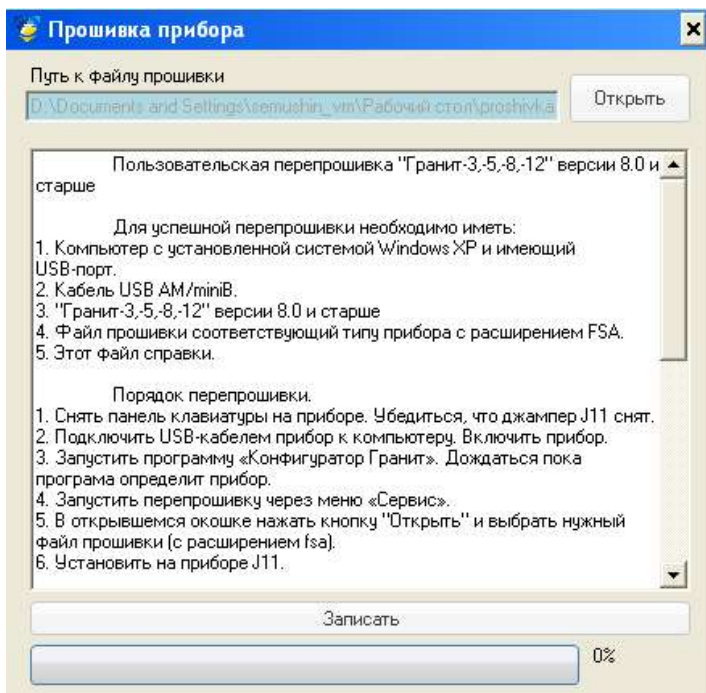 Прошивка прибора
Путь к файлу прошивки
D:\Documents and Settings\semushin_vm\Рабочий стол\proshivka
Открыть
Пользовательская перепрошивка "Гранит-3,-5,-8,-12" версии 8.0 и
старше
Для успешной перепрошивки необходимо иметь:
1. Компьютер с установленной системой Windows XP и имеющий
USB-порт.
2. Кабель USB AM/miniB.
3. "Гранит-3,-5,-8,-12" версии 8.0 и старше
4. Файл прошивки соответствующий типу прибора с расширением FSA.
5. Этот файл справки.
Порядок перепрошивки.
1. Снять панель клавиатуры на приборе. Убедиться, что джампер J11 снят.
2. Подключить USB-кабелем прибор к компьютеру. Включить прибор.
3. Запустить программу «Конфигуратор Гранит». Дождаться пока
програма определит прибор.
4. Запустить перепрошивку через меню «Сервис».
5. В открывшемся окошке нажать кнопку "Открыть" и выбрать нужный
файл прошивки (с расширением fsa).
6. Установить на приборе J11.
Записать
0%